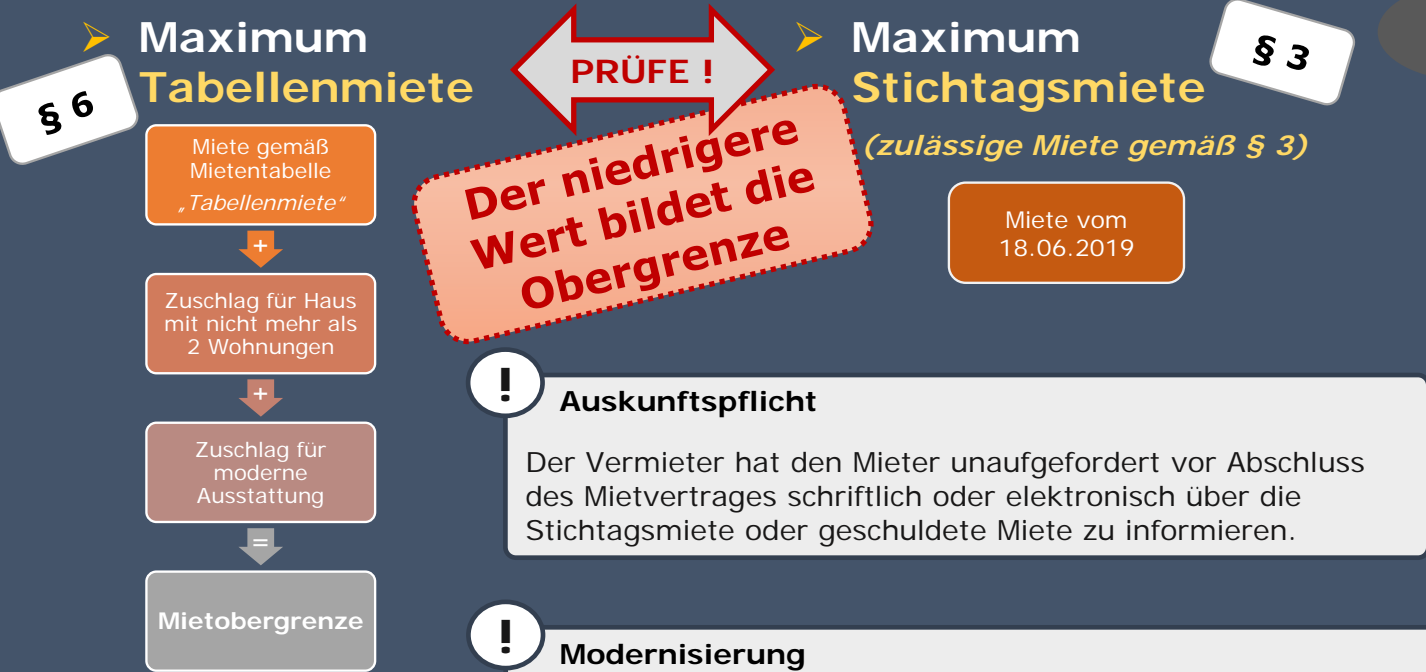 ➢ Maximum
Tabellenmiete
§ 6
Miete gemäß
Mietentabelle
„Tabellenmiete“
+
Zuschlag für Haus
mit nicht mehr als
2 Wohnungen
+
Zuschlag für
moderne
Ausstattung
=
Mietobergrenze
PRÜFE !
Der niedrigere
Wert bildet die
Obergrenze
➢ Maximum
Stichtagsmiete
§ 3
(zulässige Miete gemäß § 3)
Miete vom
18.06.2019
!
Auskunftspflicht
Der Vermieter hat den Mieter unaufgefordert vor Abschluss
des Mietvertrages schriftlich oder elektronisch über die
Stichtagsmiete oder geschuldete Miete zu informieren.
!
Modernisierung